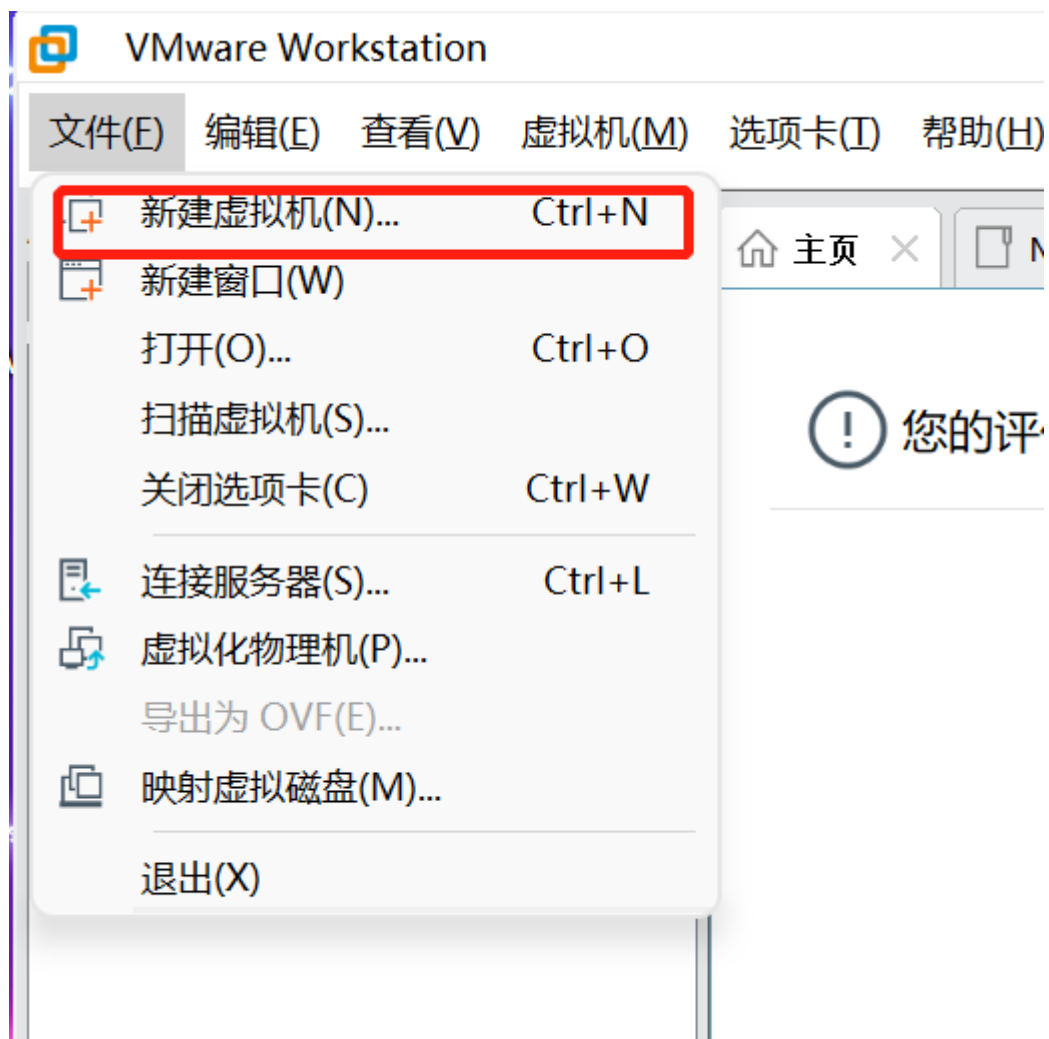 VMware Workstation
文件(F) 编辑(E) 查看(V) 虚拟机(M) 选项卡(T) 帮助(H)
新建虚拟机(N)... Ctrl+N
新建窗口(W)
打开(O)... Ctrl+O
扫描虚拟机(S)...
关闭选项卡(C) Ctrl+W
连接服务器(S)... Ctrl+L
虚拟化物理机(P)...
导出为 OVF(E)...
映射虚拟磁盘(M)...
退出(X)
主页
您的评